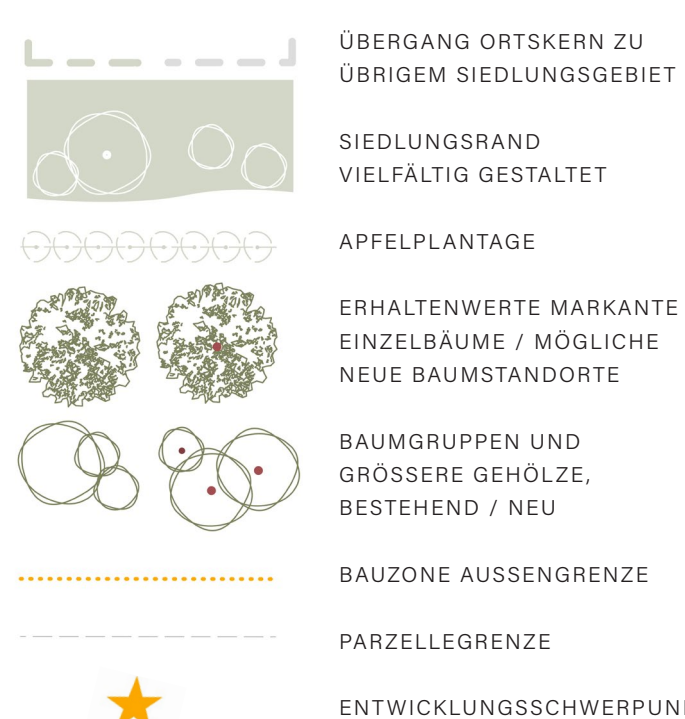 ÜBERGANG ORTSKERN ZU
ÜBRIGEM SIEDLUNGSGEBIET
SIEDLUNGSRAND
VIELFÄLTIG GESTALTET
APFELPLANTAGE
ERHALTENWERTE MARKANTE
EINZELBÄUME / MÖGLICHE
NEUE BAUMSTANDORTE
BAUMGRUPPEN UND
GRÖSSERE GEHÖLZE,
BESTEHEND / NEU
BAUZONE AUSSENGRENZE
PARZELLEGRENZE